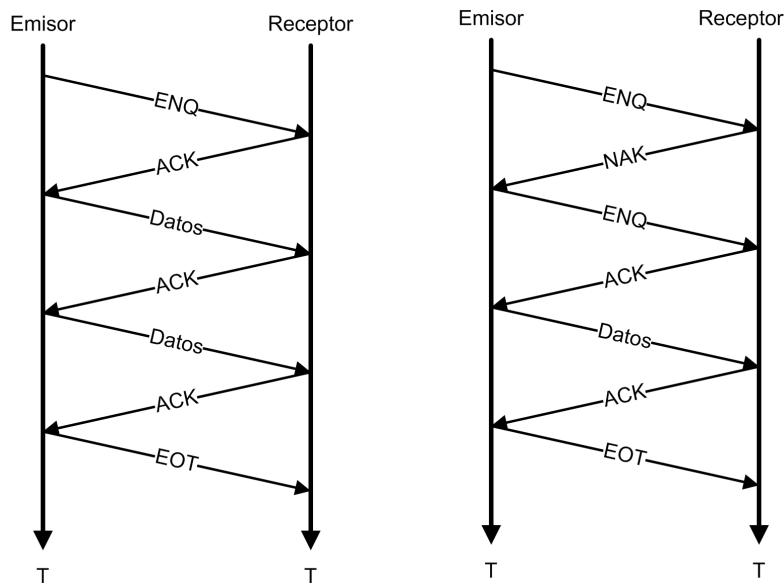 Emisor
Receptor
ENQ
ACK
Datos
ACK
Datos
ACK
EOT
T
T
Emisor
Receptor
ENQ
NAK
ENQ
ACK
Datos
ACK
EOT
T
T